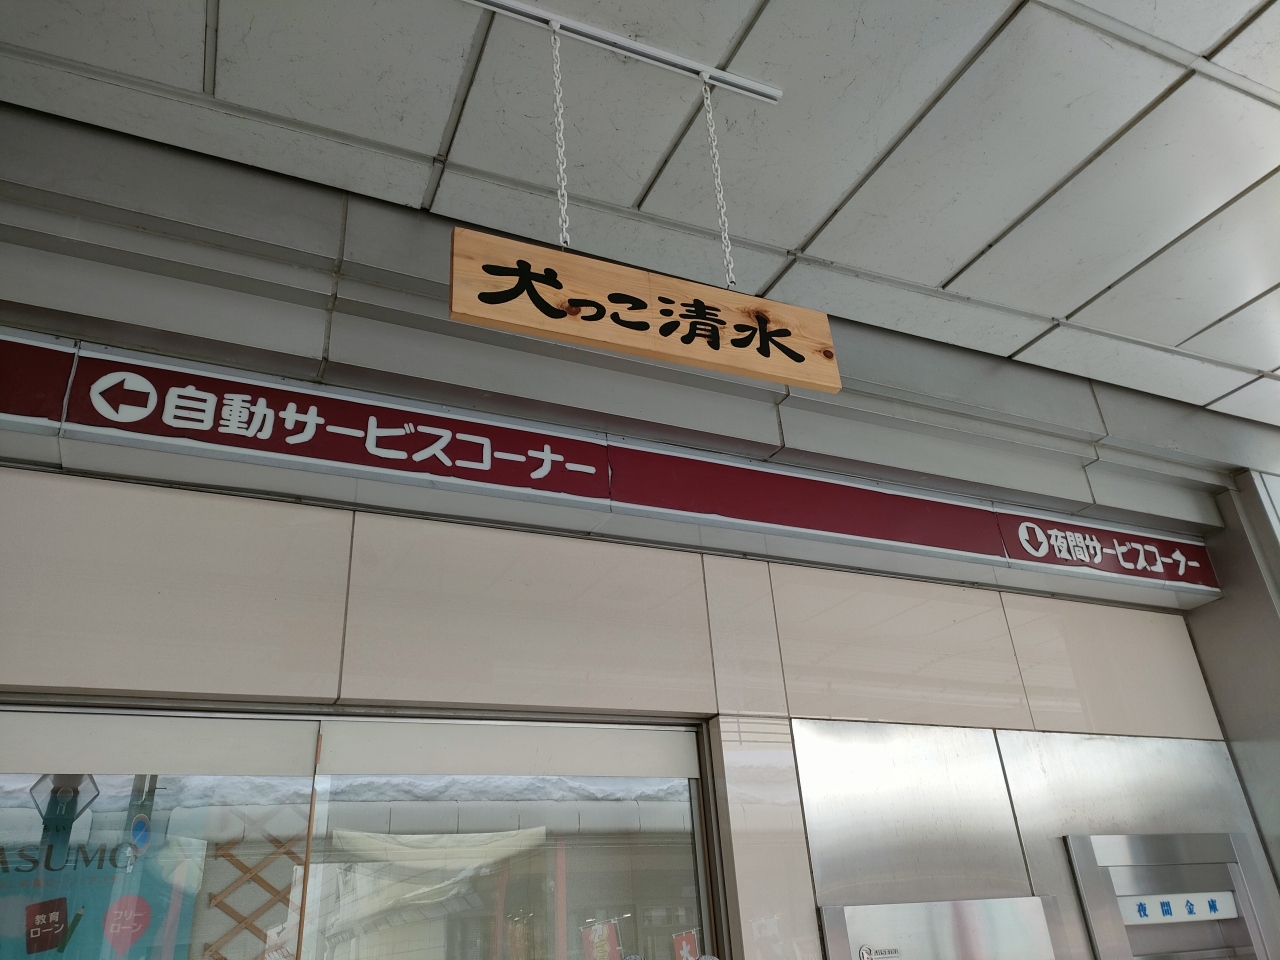 犬っこ清水
自動サービスコーナー
夜間サービスコーナー
ASUMO
教育
ローン
フリー
ローン
夜間金庫